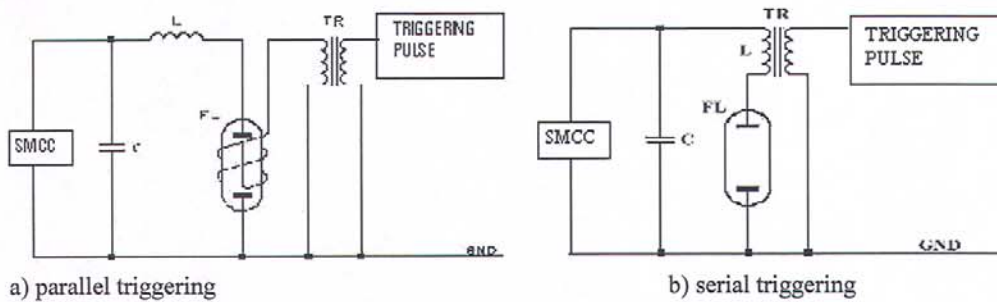 L
TR
TRIGGERING
PULSE
SMCC
C
GND
a) parallel triggering
TR
L
TRIGGERING
PULSE
FL
SMCC
C
GND
b) serial triggering